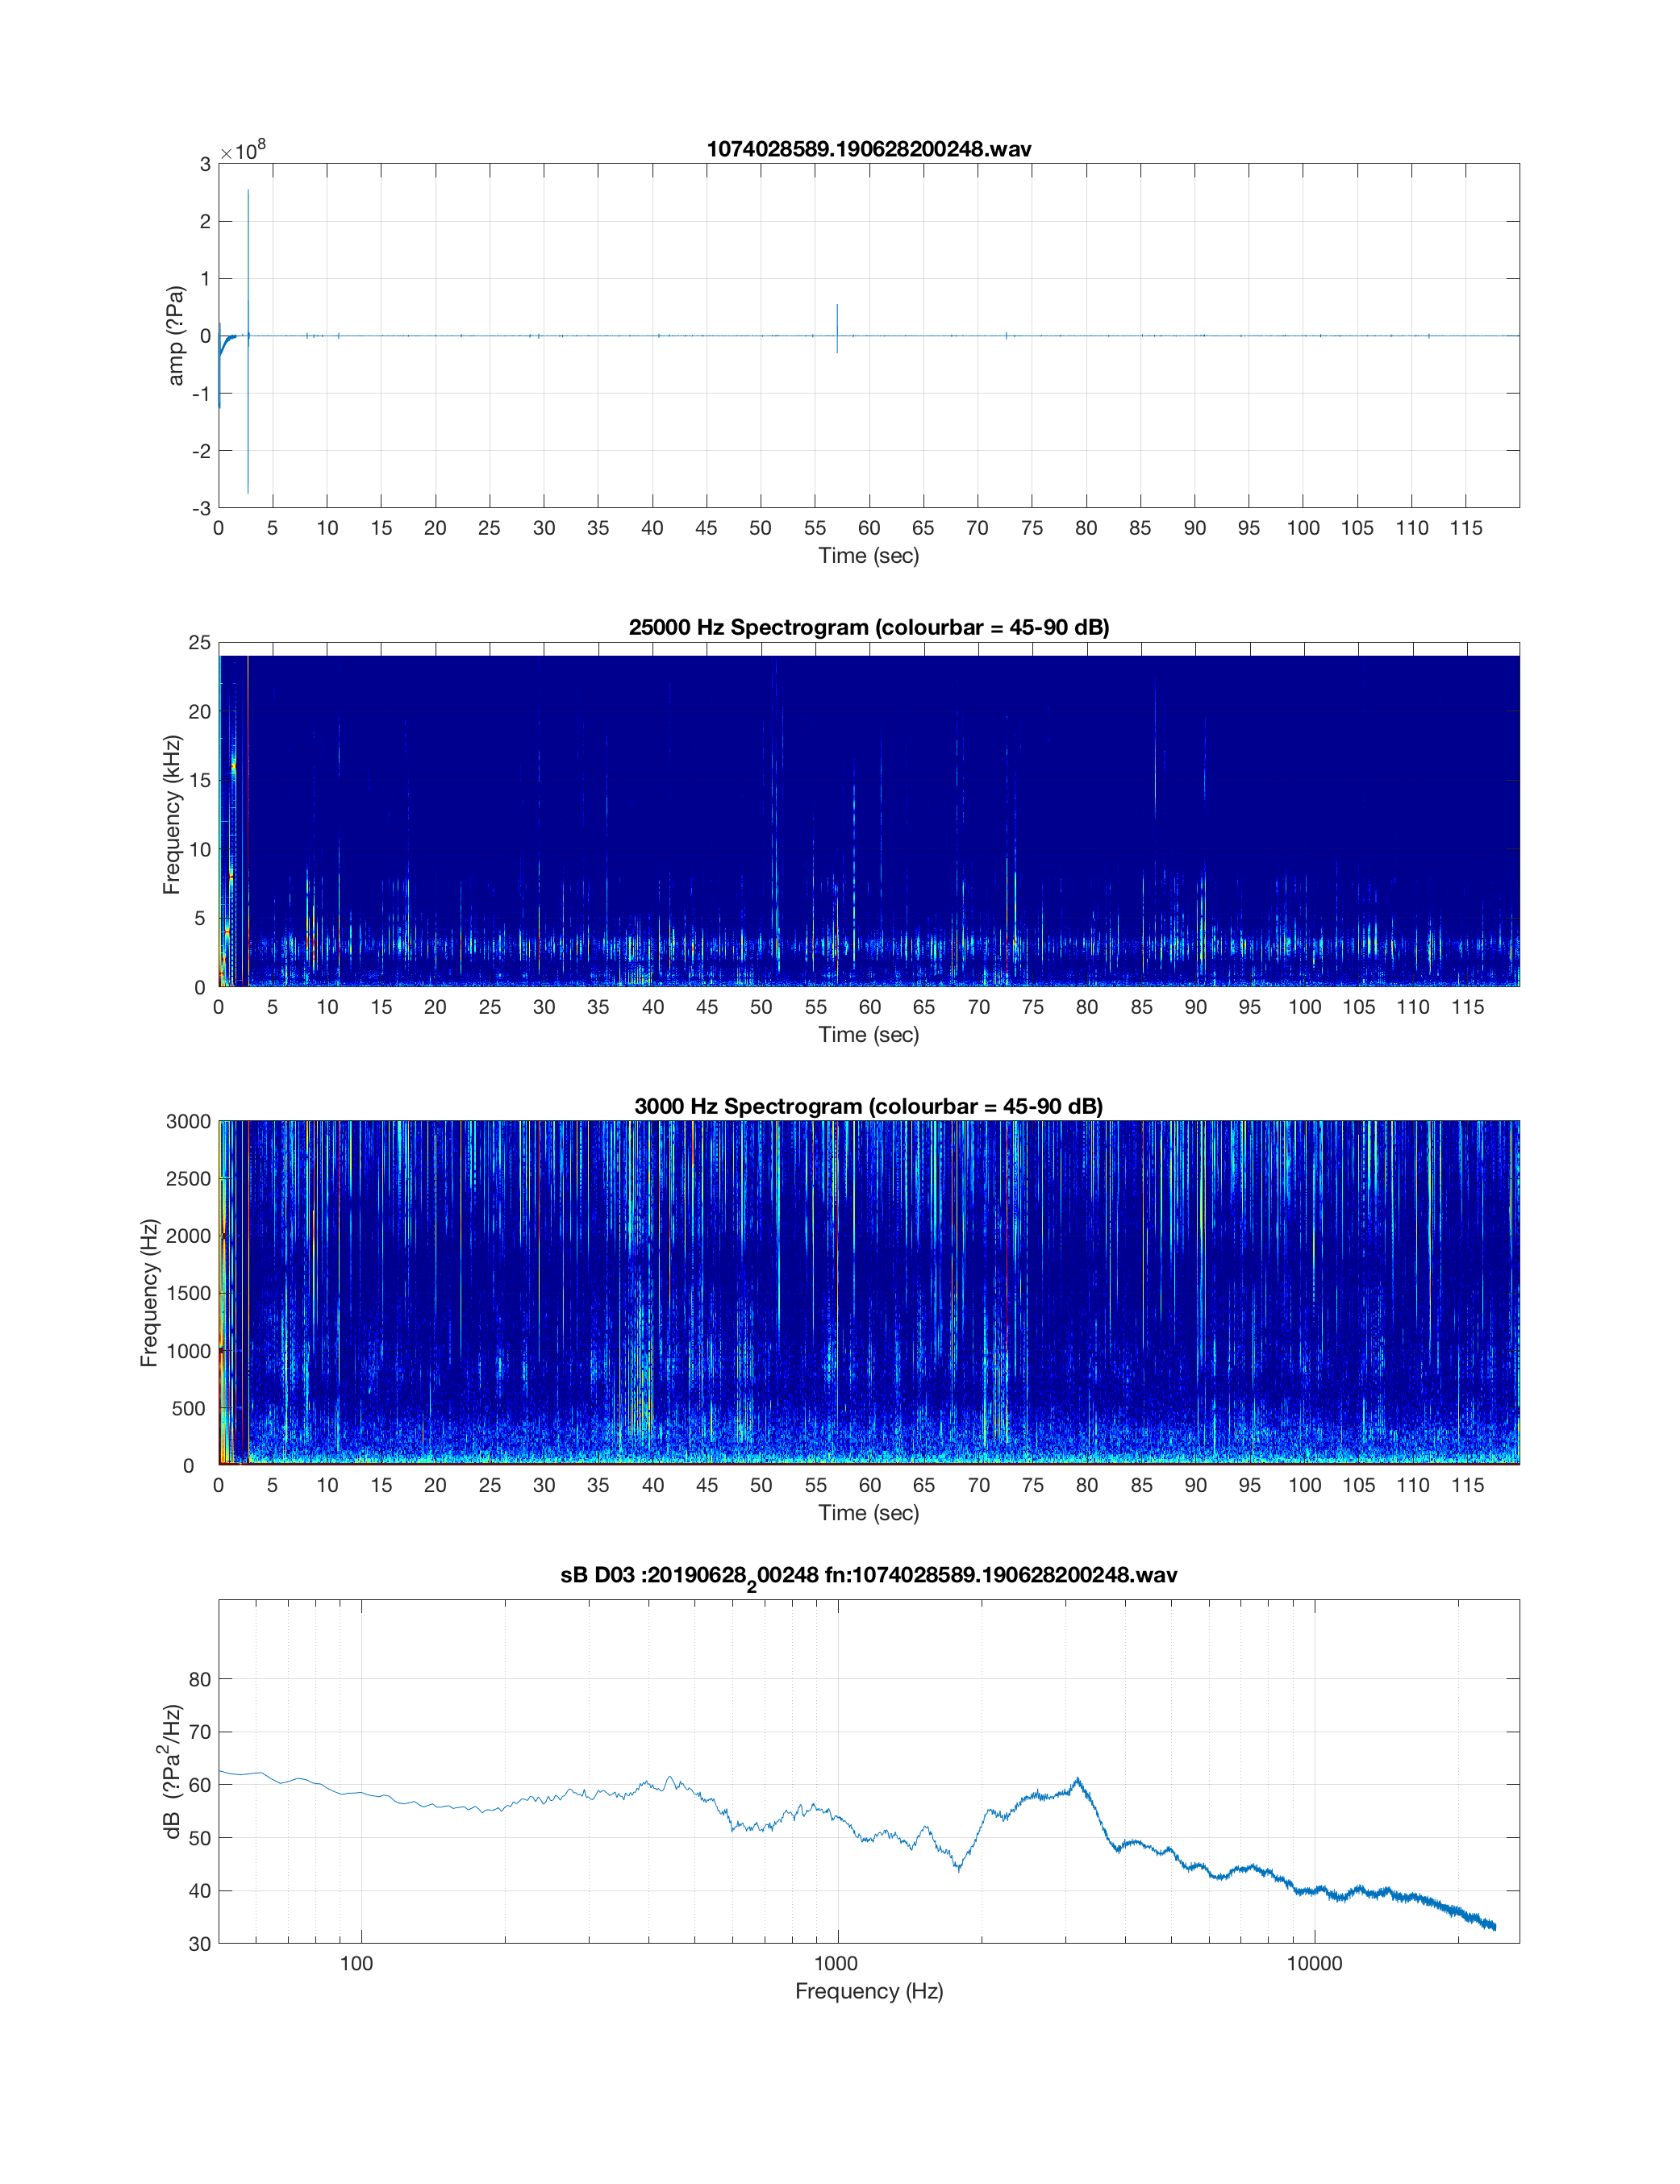 1074028589.190628200248.wav
×10^8
3
2
1
0
-1
-2
-3
amp (?Pa)
0 5 10 15 20 25 30 35 40 45 50 55 60 65 70 75 80 85 90 95 100 105 110 115
Time (sec)
25000 Hz Spectrogram (colourbar = 45-90 dB)
25
20
15
10
5
0
Frequency (kHz)
0 5 10 15 20 25 30 35 40 45 50 55 60 65 70 75 80 85 90 95 100 105 110 115
Time (sec)
3000 Hz Spectrogram (colourbar = 45-90 dB)
3000
2500
2000
1500
1000
500
0
Frequency (Hz)
0 5 10 15 20 25 30 35 40 45 50 55 60 65 70 75 80 85 90 95 100 105 110 115
Time (sec)
sB D03 :20190628_200248 fn:1074028589.190628200248.wav
80
70
60
50
40
30
dB (?Pa^2/Hz)
100 1000 10000
Frequency (Hz)